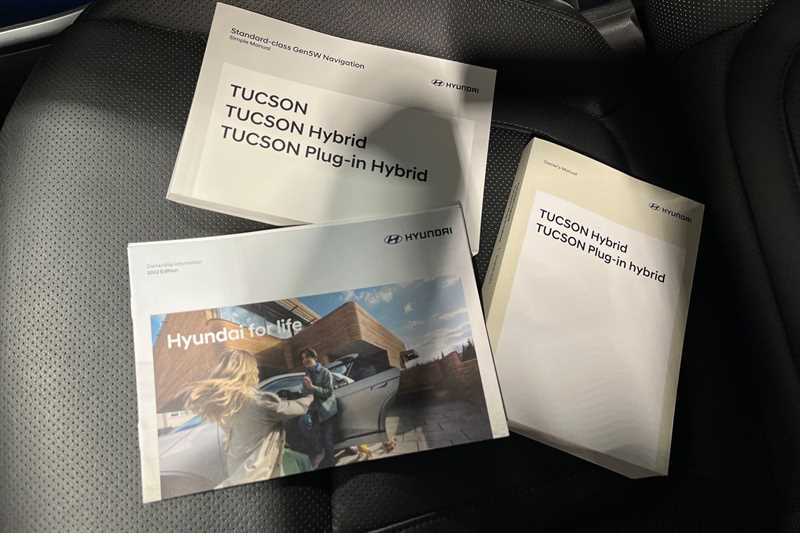 Standard-class Gen5W Navigation
Simple Manual
HYUNDAI
TUCSON
TUCSON Hybrid
TUCSON Plug-in Hybrid
Owner's Manual
HYUNDAI
TUCSON Hybrid
TUCSON Plug-in hybrid
HYUNDAI
Ownership Information
2022 Edition
Hyundai for life